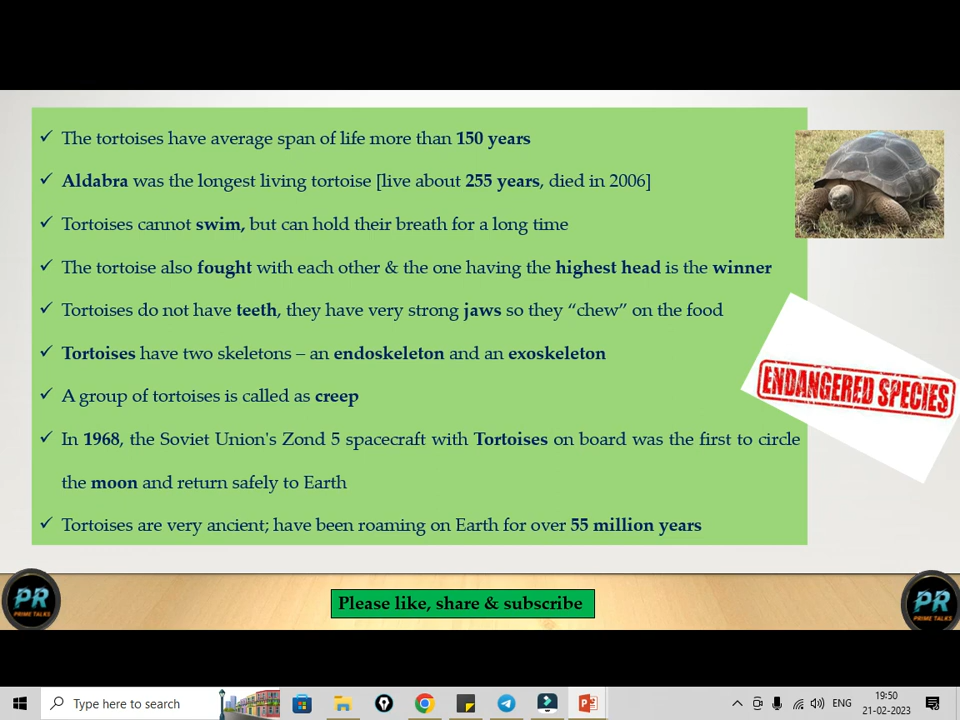 ✓ The tortoises have average span of life more than 150 years
✓ Aldabra was the longest living tortoise [live about 255 years, died in 2006]
✓ Tortoises cannot swim, but can hold their breath for a long time
✓ The tortoise also fought with each other & the one having the highest head is the winner
✓ Tortoises do not have teeth, they have very strong jaws so they “chew” on the food
✓ Tortoises have two skeletons – an endoskeleton and an exoskeleton
✓ A group of tortoises is called as creep
✓ In 1968, the Soviet Union's Zond 5 spacecraft with Tortoises on board was the first to circle
the moon and return safely to Earth
✓ Tortoises are very ancient; have been roaming on Earth for over 55 million years
ENDANGERED SPECIES
PR
PRIME TALKS
Please like, share & subscribe
PR
PRIME TALKS
Type here to search
ENG
19:50
21-02-2023